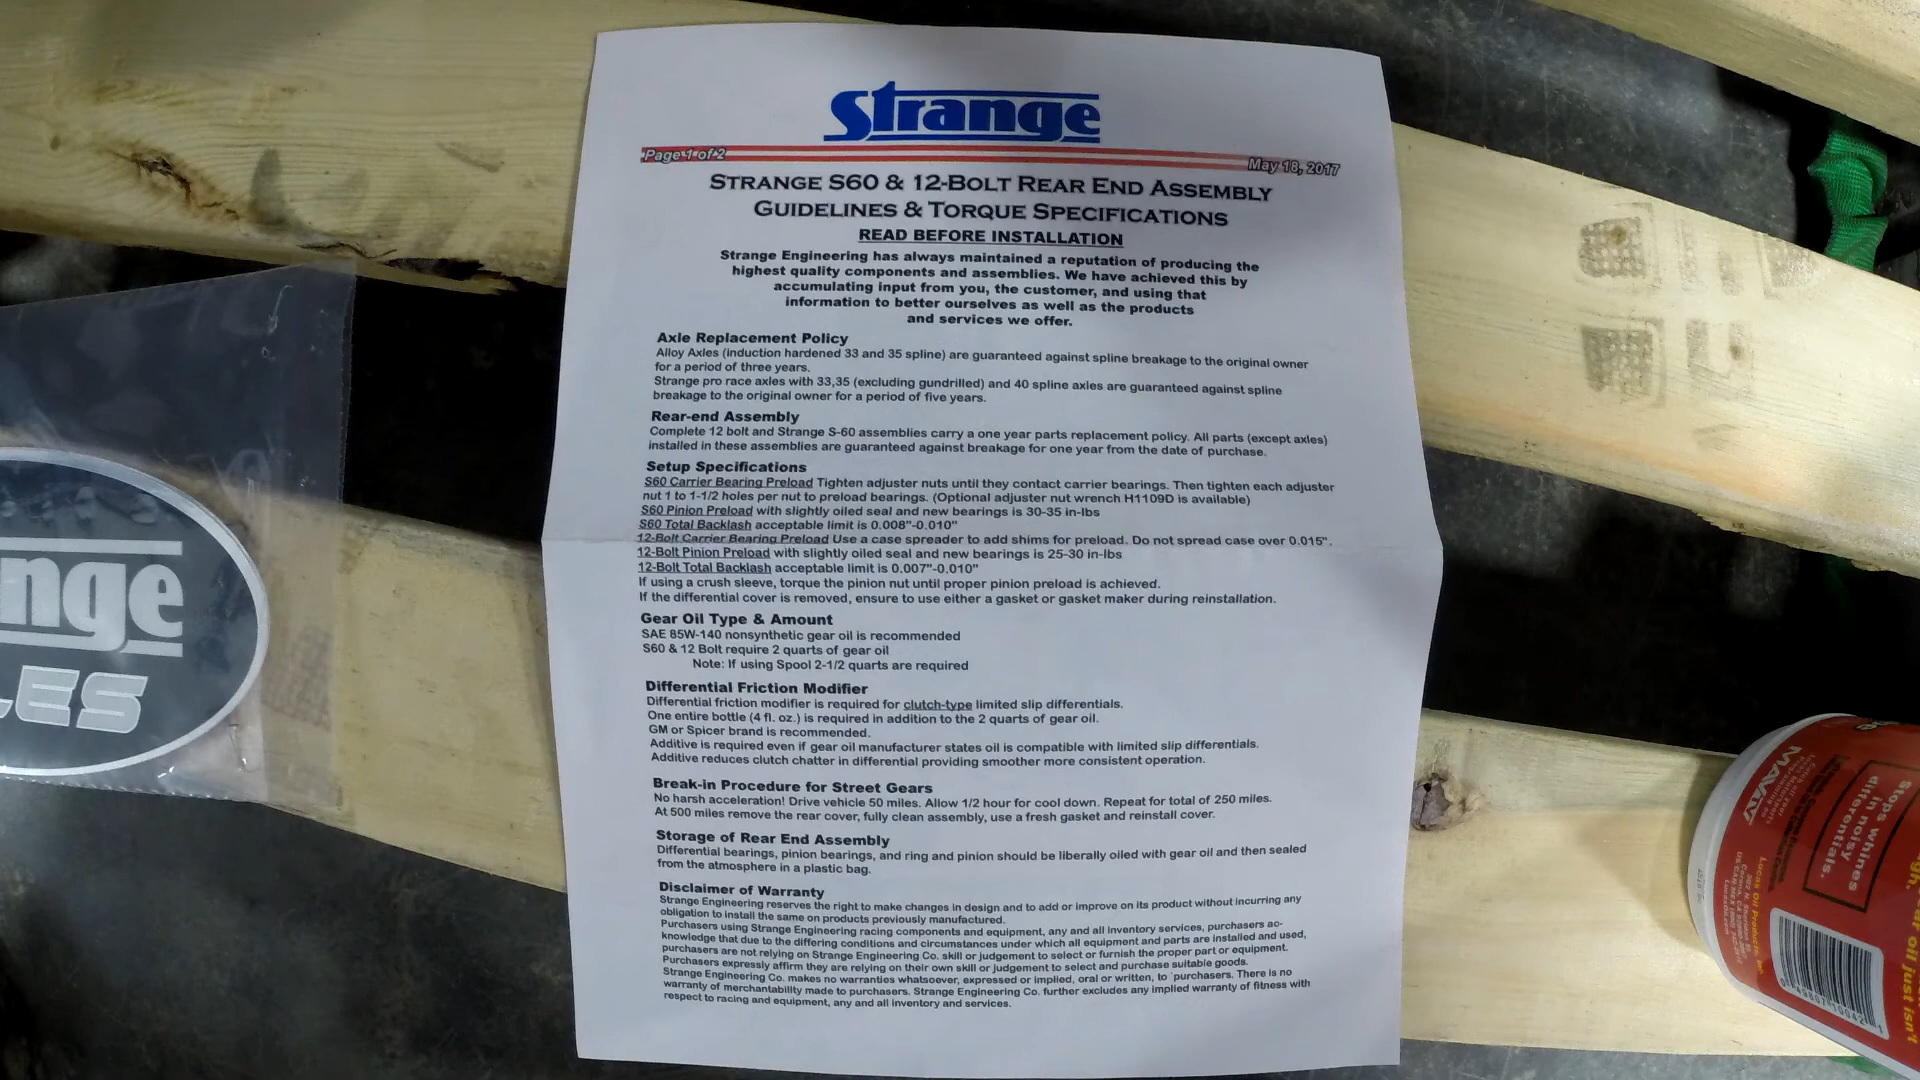 Strange
Page 1 of 2
May 18, 2017
STRANGE S60 & 12-BOLT REAR END ASSEMBLY
GUIDELINES & TORQUE SPECIFICATIONS
READ BEFORE INSTALLATION
Strange Engineering has always maintained a reputation of producing the
highest quality components and assemblies. We have achieved this by
accumulating input from you, the customer, and using that
information to better ourselves as well as the products
and services we offer.
Axle Replacement Policy
Alloy Axles (induction hardened 33 and 35 spline) are guaranteed against spline breakage to the original owner
for a period of three years.
Strange pro race axles with 33,35 (excluding gundrilled) and 40 spline axles are guaranteed against spline
breakage to the original owner for a period of five years.
Rear-end Assembly
Complete 12 bolt and Strange S-60 assemblies carry a one year parts replacement policy. All parts (except axles)
installed in these assemblies are guaranteed against breakage for one year from the date of purchase.
Setup Specifications
S60 Carrier Bearing Preload Tighten adjuster nuts until they contact carrier bearings. Then tighten each adjuster
nut 1 to 1-1/2 holes per nut to preload bearings. (Optional adjuster nut wrench H1109D is available)
S60 Pinion Preload with slightly oiled seal and new bearings is 30-35 in-lbs
S60 Total Backlash acceptable limit is 0.008"-0.010"
12-Bolt Carrier Bearing Preload Use a case spreader to add shims for preload. Do not spread case over 0.015".
12-Bolt Pinion Preload with slightly oiled seal and new bearings is 25-30 in-lbs
12-Bolt Total Backlash acceptable limit is 0.007"-0.010"
If using a crush sleeve, torque the pinion nut until proper pinion preload is achieved.
If the differential cover is removed, ensure to use either a gasket or gasket maker during reinstallation.
Gear Oil Type & Amount
SAE 85W-140 nonsynthetic gear oil is recommended
S60 & 12 Bolt require 2 quarts of gear oil
Note: If using Spool 2-1/2 quarts are required
Differential Friction Modifier
Differential friction modifier is required for clutch-type limited slip differentials.
One entire bottle (4 fl. oz.) is required in addition to the 2 quarts of gear oil.
GM or Spicer brand is recommended.
Additive is required even if gear oil manufacturer states oil is compatible with limited slip differentials.
Additive reduces clutch chatter in differential providing smoother more consistent operation.
Break-in Procedure for Street Gears
No harsh acceleration! Drive vehicle 50 miles. Allow 1/2 hour for cool down. Repeat for total of 250 miles.
At 500 miles remove the rear cover, fully clean assembly, use a fresh gasket and reinstall cover.
Storage of Rear End Assembly
Differential bearings, pinion bearings, and ring and pinion should be liberally oiled with gear oil and then sealed
from the atmosphere in a plastic bag.
Disclaimer of Warranty
Strange Engineering reserves the right to make changes in design and to add or improve on its product without incurring any
obligation to install the same on products previously manufactured.
Purchasers using Strange Engineering racing components and equipment, any and all inventory services, purchasers ac-
knowledge that due to the differing conditions and circumstances under which all equipment and parts are installed and used,
purchasers are not relying on Strange Engineering Co. skill or judgement to select or furnish the proper part or equipment.
Purchasers expressly affirm they are relying on their own skill or judgement to select and purchase suitable goods.
Strange Engineering Co. makes no warranties whatsoever, expressed or implied, oral or written, to purchasers. There is no
warranty of merchantability made to purchasers. Strange Engineering Co. further excludes any implied warranty of fitness with
respect to racing and equipment, any and all inventory and services.
nge
LES
Stops whines
in noisy
differentials.
oil just isn't